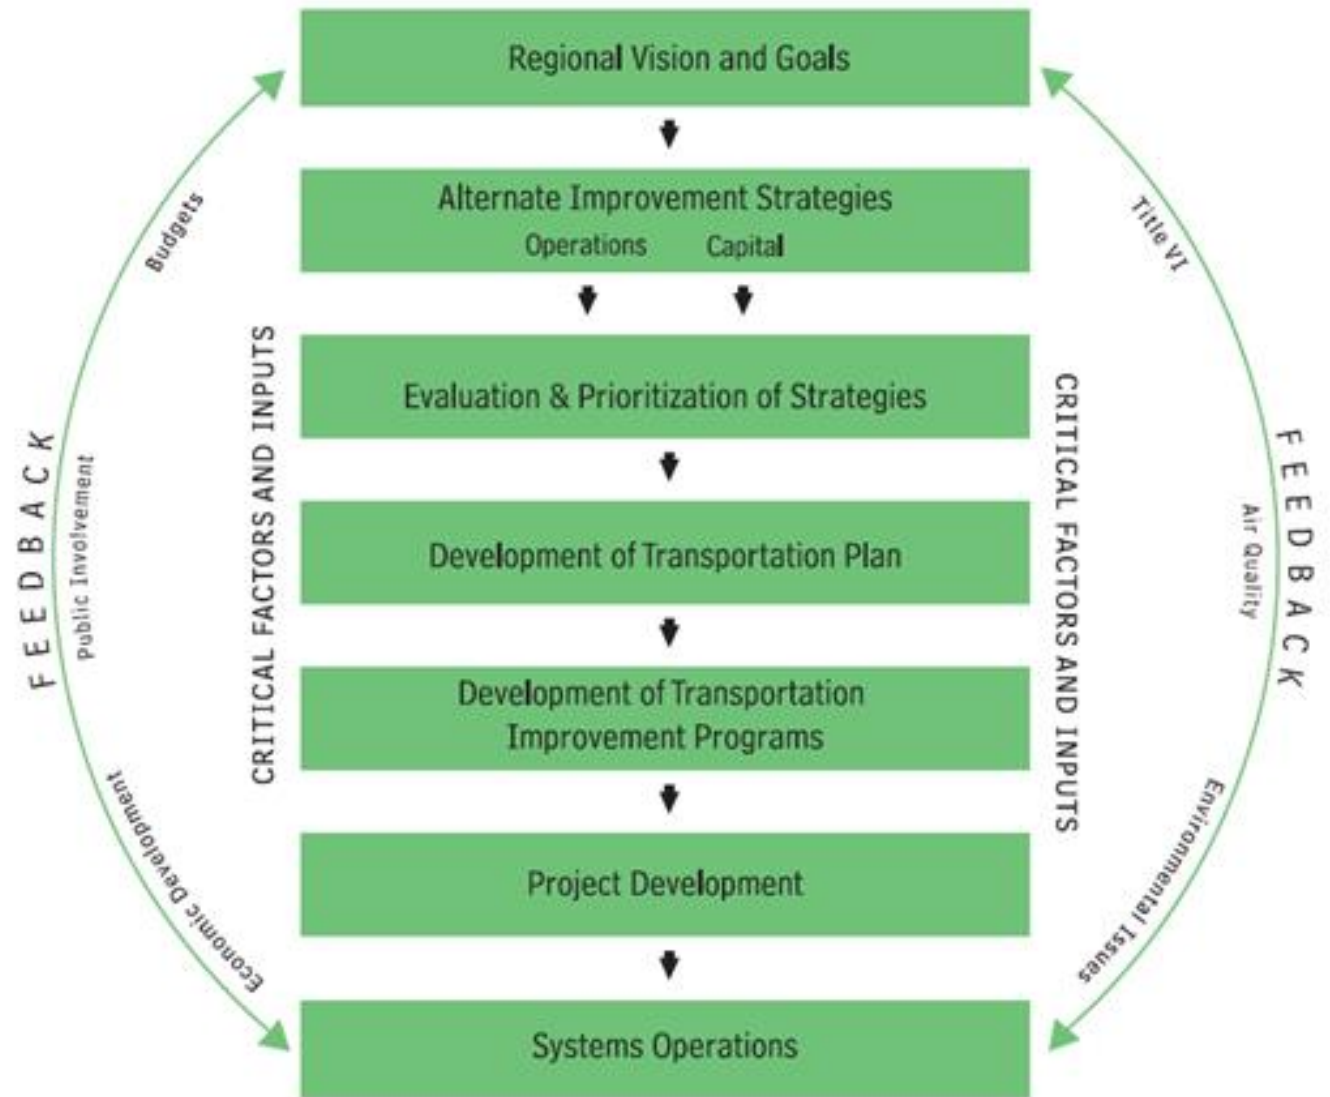 Regional Vision and Goals
Alternate Improvement Strategies
Operations Capital
Evaluation & Prioritization of Strategies
Development of Transportation Plan
Development of Transportation
Improvement Programs
Project Development
Systems Operations
FEEDBACK
Budgets
Public Involvement
Economic Development
CRITICAL FACTORS AND INPUTS
CRITICAL FACTORS AND INPUTS
Title VI
Air Quality
Environmental Issues
FEEDBACK